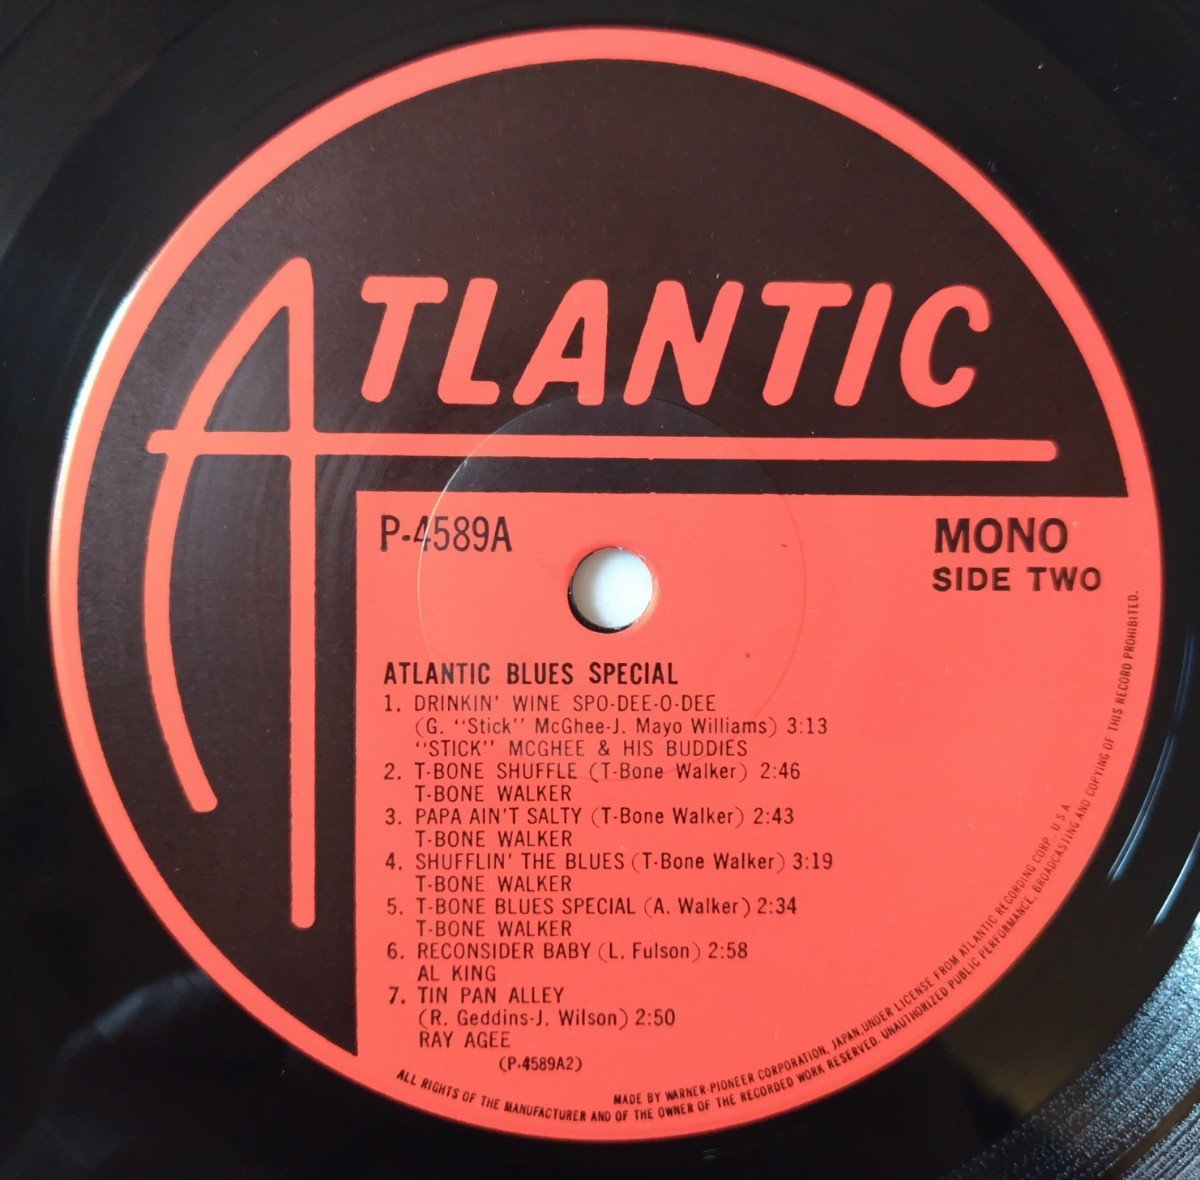 ATLANTIC
P-4589A
MONO
SIDE TWO
ATLANTIC BLUES SPECIAL
1. DRINKIN' WINE SPO-DEE-O-DEE
(G. "Stick" McGhee-J. Mayo Williams) 3:13
"STICK" MCGHEE & HIS BUDDIES
2. T-BONE SHUFFLE (T-Bone Walker) 2:46
T-BONE WALKER
3. PAPA AIN'T SALTY (T-Bone Walker) 2:43
T-BONE WALKER
4. SHUFFLIN' THE BLUES (T-Bone Walker) 3:19
T-BONE WALKER
5. T-BONE BLUES SPECIAL (A. Walker) 2:34
T-BONE WALKER
6. RECONSIDER BABY (L. Fulson) 2:58
AL KING
7. TIN PAN ALLEY
(R. Geddins-J. Wilson) 2:50
RAY AGEE
(P-4589A2)
MADE BY WARNER-PIONEER CORPORATION, JAPAN, UNDER LICENSE FROM ATLANTIC RECORDING CORP., U.S.A.
ALL RIGHTS OF THE MANUFACTURER AND OF THE OWNER OF THE RECORDED WORK RESERVED. UNAUTHORIZED PUBLIC PERFORMANCE, BROADCASTING AND COPYING OF THIS RECORD PROHIBITED.